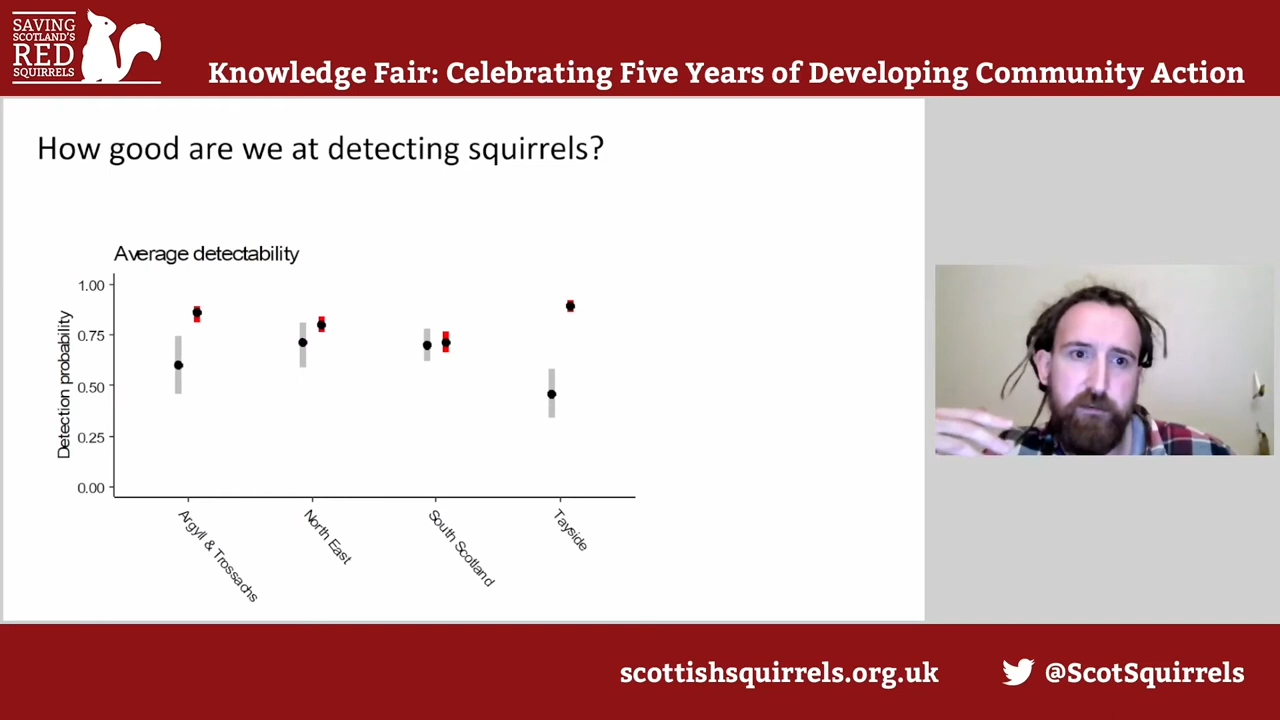 SAVING
SCOTLAND'S
RED
SQUIRRELS
Knowledge Fair: Celebrating Five Years of Developing Community Action
How good are we at detecting squirrels?
Average detectability
Detection probability
1.00
0.75
0.50
0.25
0.00
Argyll & Trossachs
North East
South Scotland
Tayside
scottishsquirrels.org.uk
@ScotSquirrels